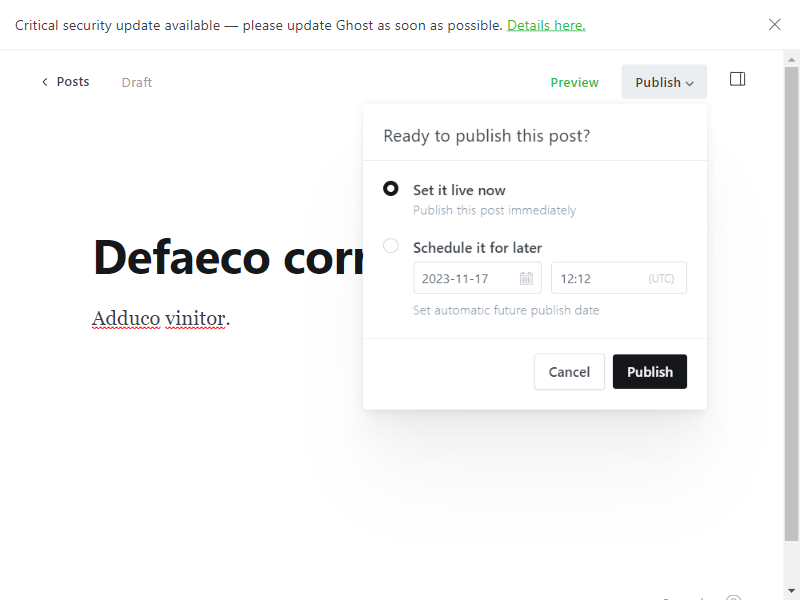 Critical security update available — please update Ghost as soon as possible. Details here.
Posts
Draft
Preview
Publish
Ready to publish this post?
Set it live now
Publish this post immediately
Schedule it for later
2023-11-17
12:12
(UTC)
Set automatic future publish date
Cancel
Publish
Defaeco
Adduco vinitor.